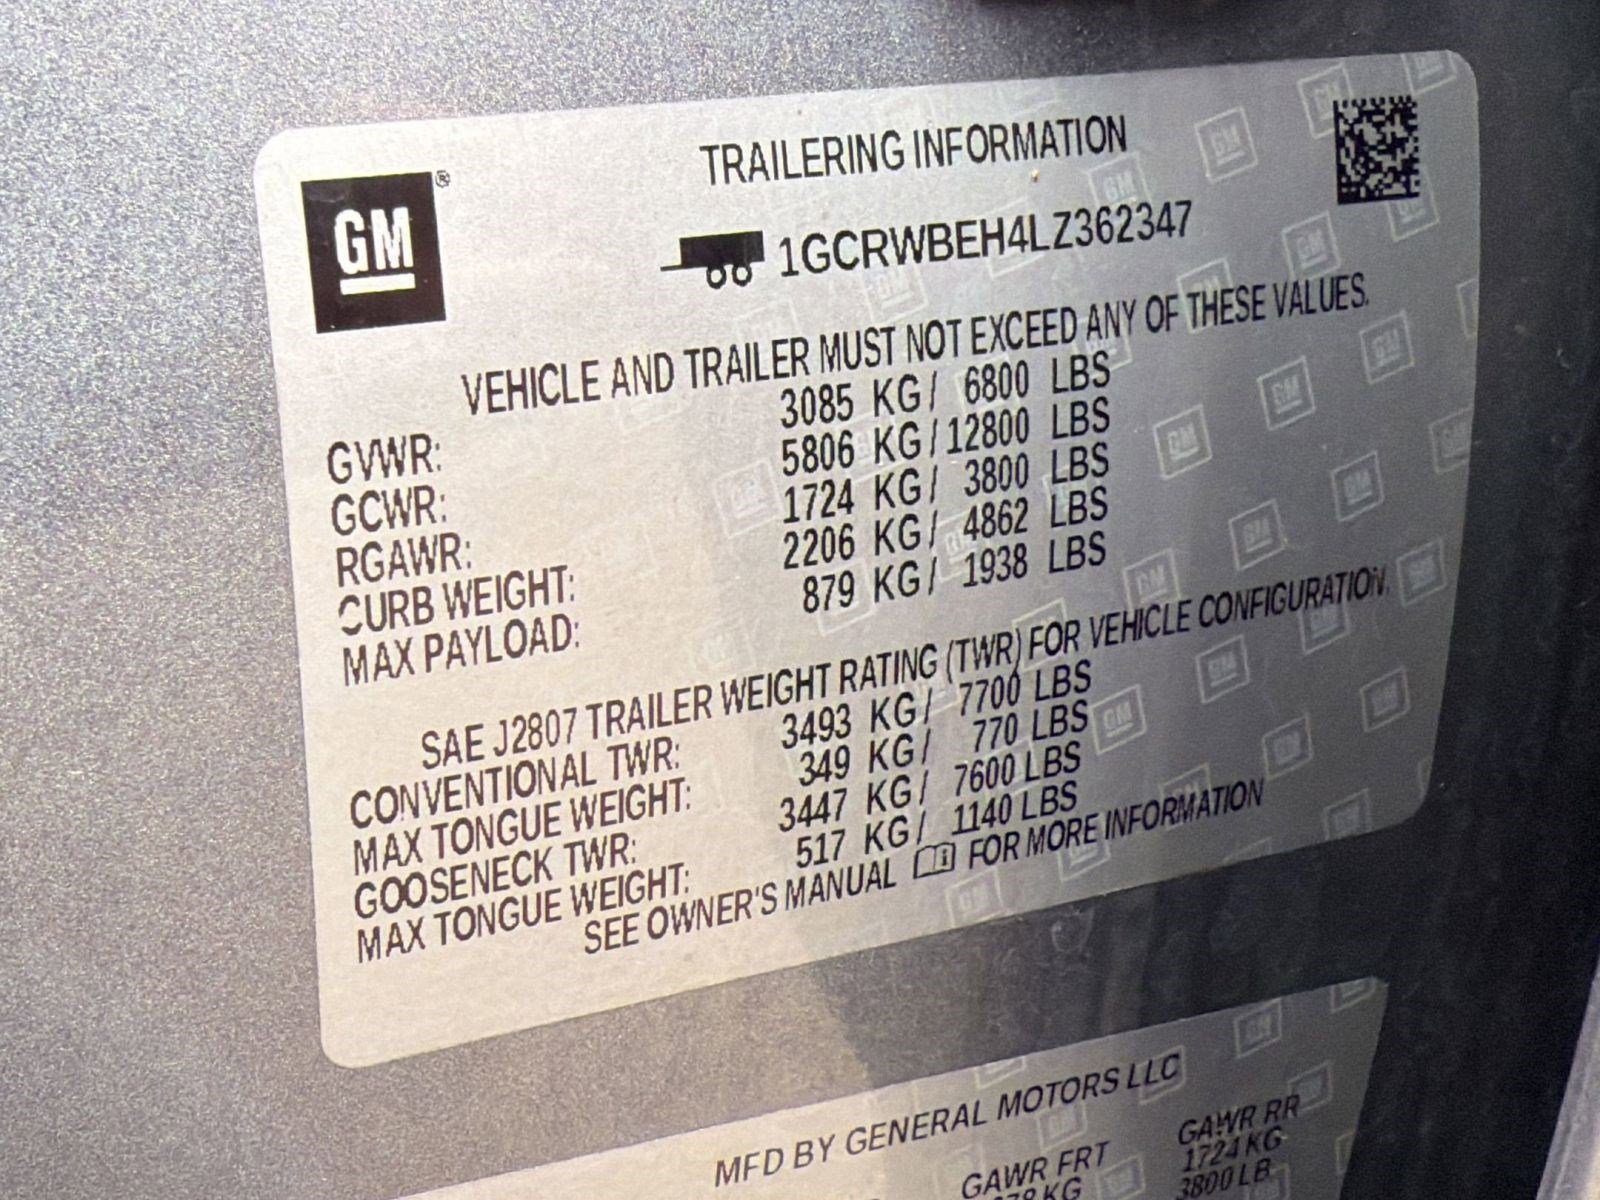 GM ®
TRAILERING INFORMATION
1GCRWBEH4LZ362347
VEHICLE AND TRAILER MUST NOT EXCEED ANY OF THESE VALUES.
GVWR: 3085 KG/ 6800 LBS
GCWR: 5806 KG/ 12800 LBS
RGAWR: 1724 KG/ 3800 LBS
CURB WEIGHT: 2206 KG/ 4862 LBS
MAX PAYLOAD: 879 KG/ 1938 LBS
SAE J2807 TRAILER WEIGHT RATING (TWR) FOR VEHICLE CONFIGURATION.
CONVENTIONAL TWR: 3493 KG/ 7700 LBS
MAX TONGUE WEIGHT: 349 KG/ 770 LBS
GOOSENECK TWR: 3447 KG/ 7600 LBS
MAX TONGUE WEIGHT: 517 KG/ 1140 LBS
SEE OWNER'S MANUAL FOR MORE INFORMATION
MFD BY GENERAL MOTORS LLC
GAWR FRT GAWR RR
KG 1724 KG
3800 LB